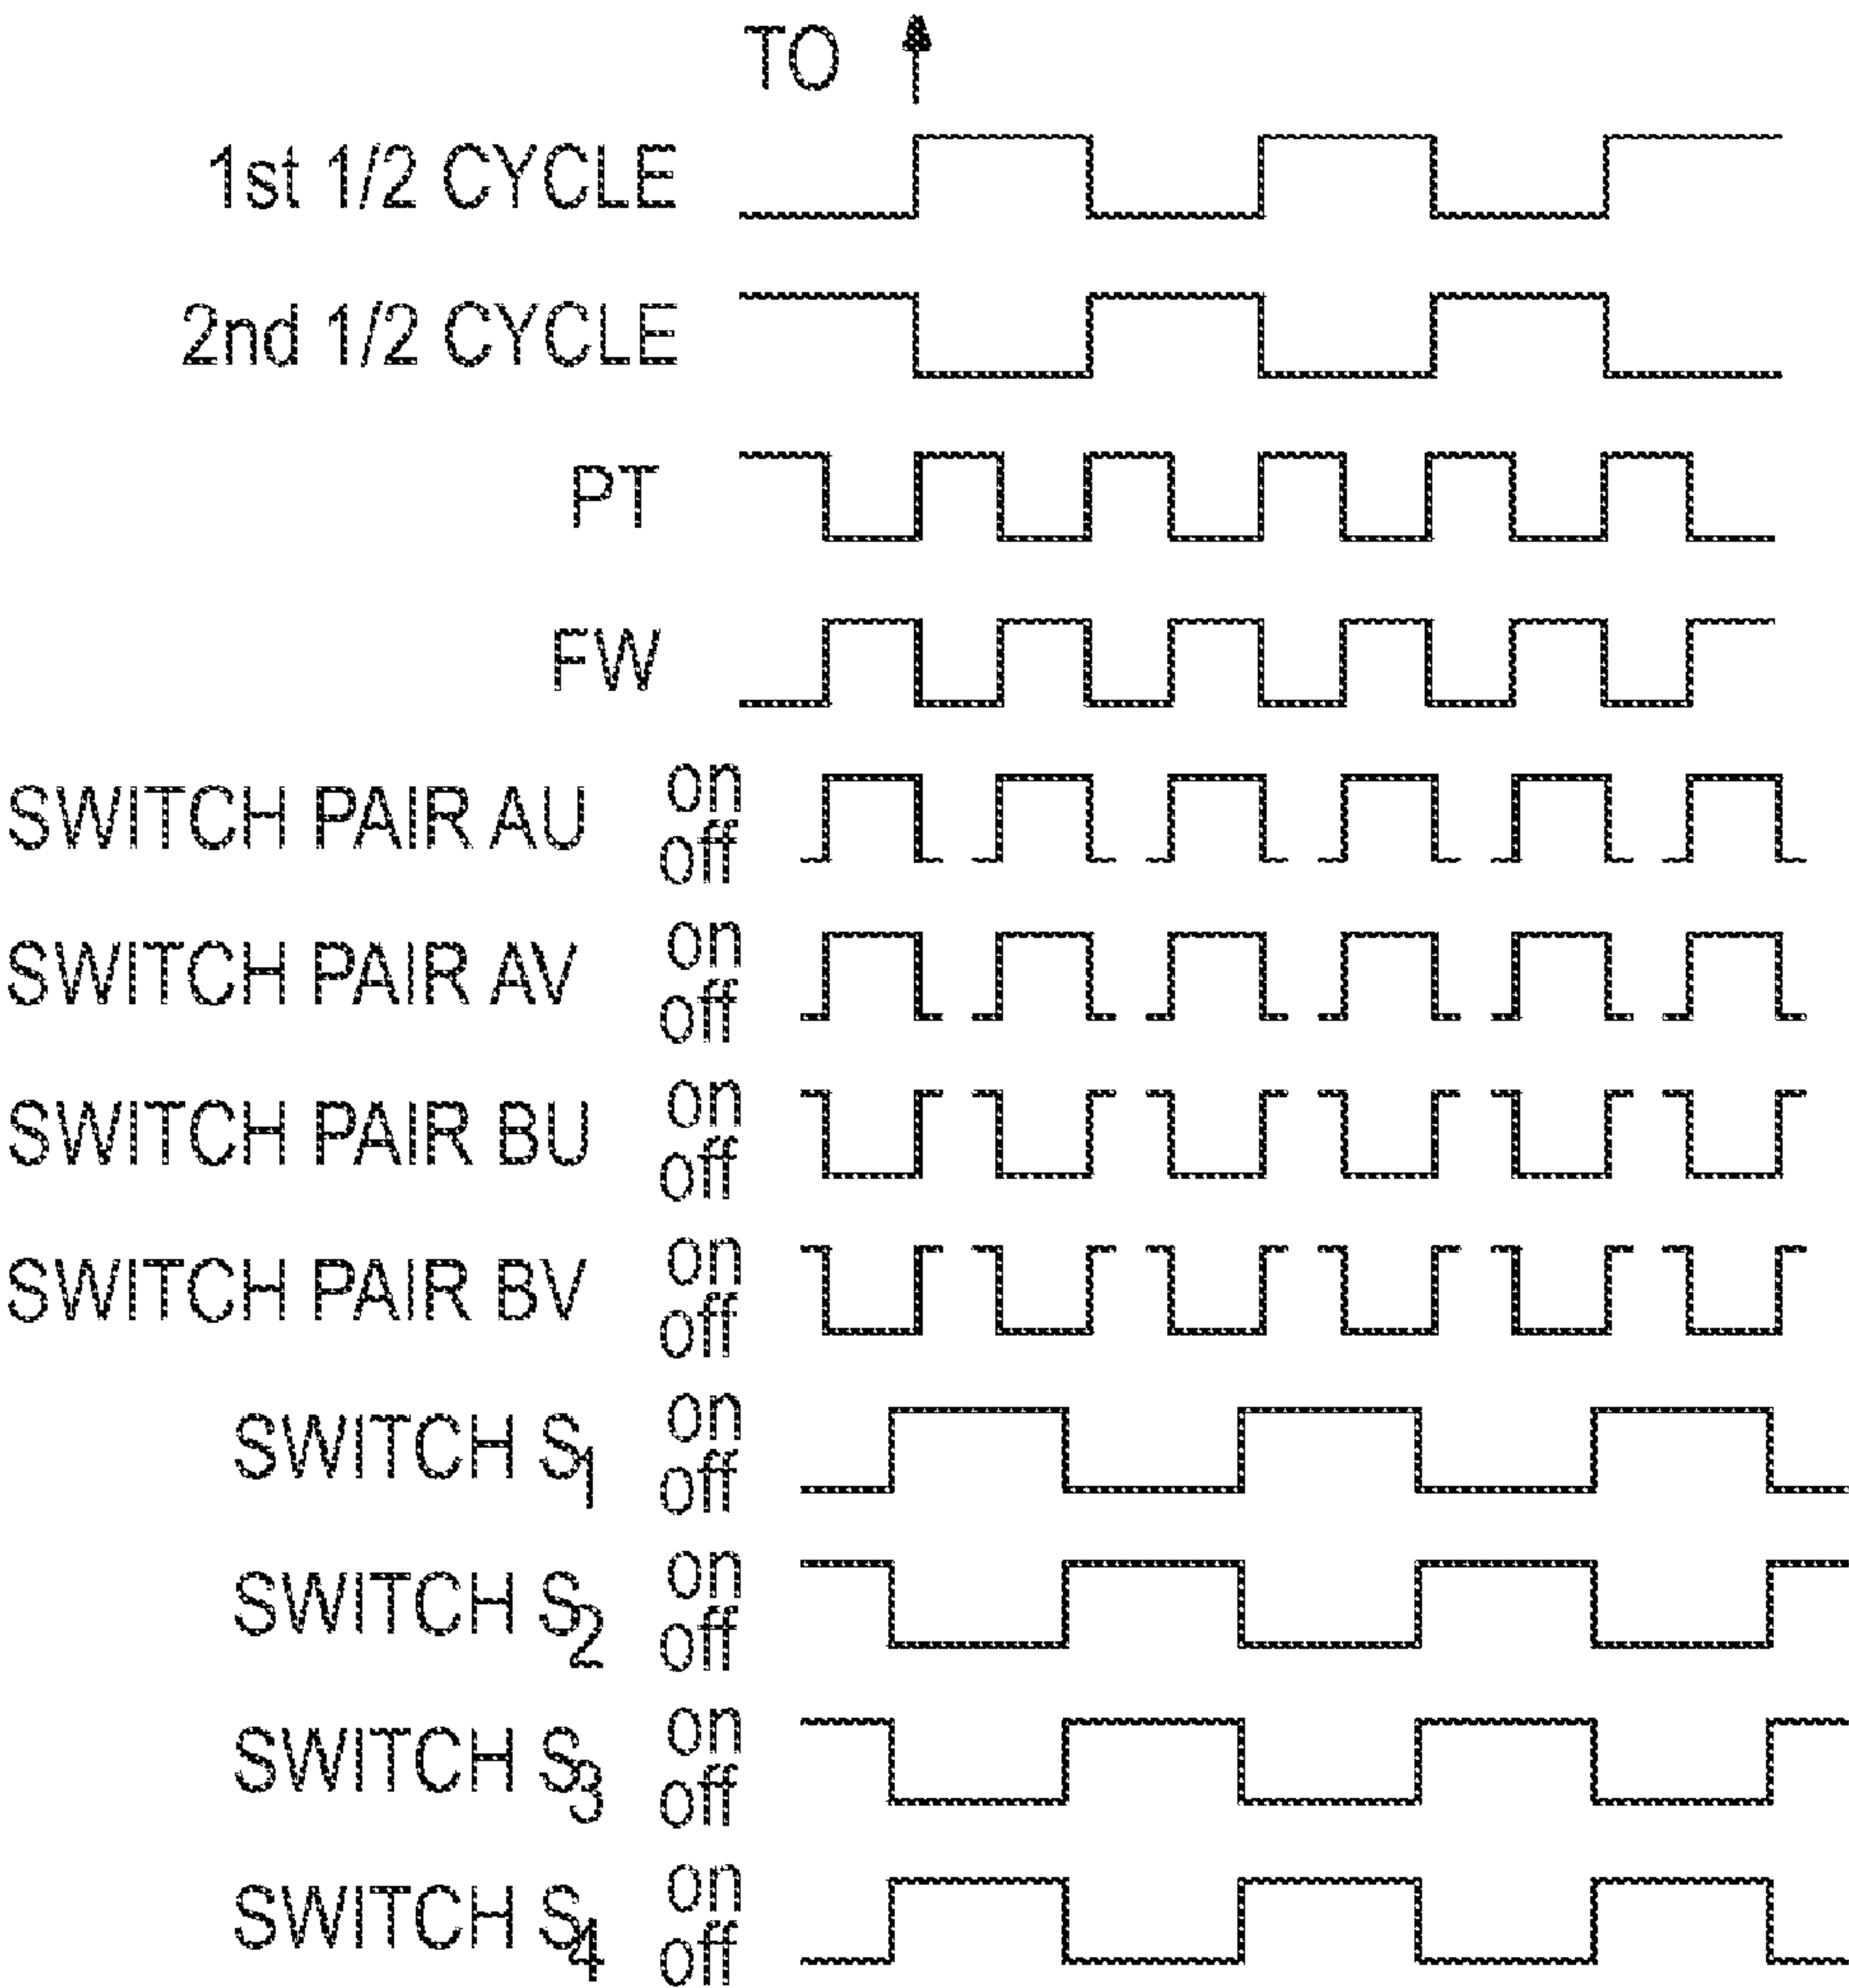 TO
1st 1/2 CYCLE
2nd 1/2 CYCLE
PT
FW
SWITCH PAIR AU on off
SWITCH PAIR AV on off
SWITCH PAIR BU on off
SWITCH PAIR BV on off
SWITCH S1 on off
SWITCH S2 on off
SWITCH S3 on off
SWITCH S4 on off